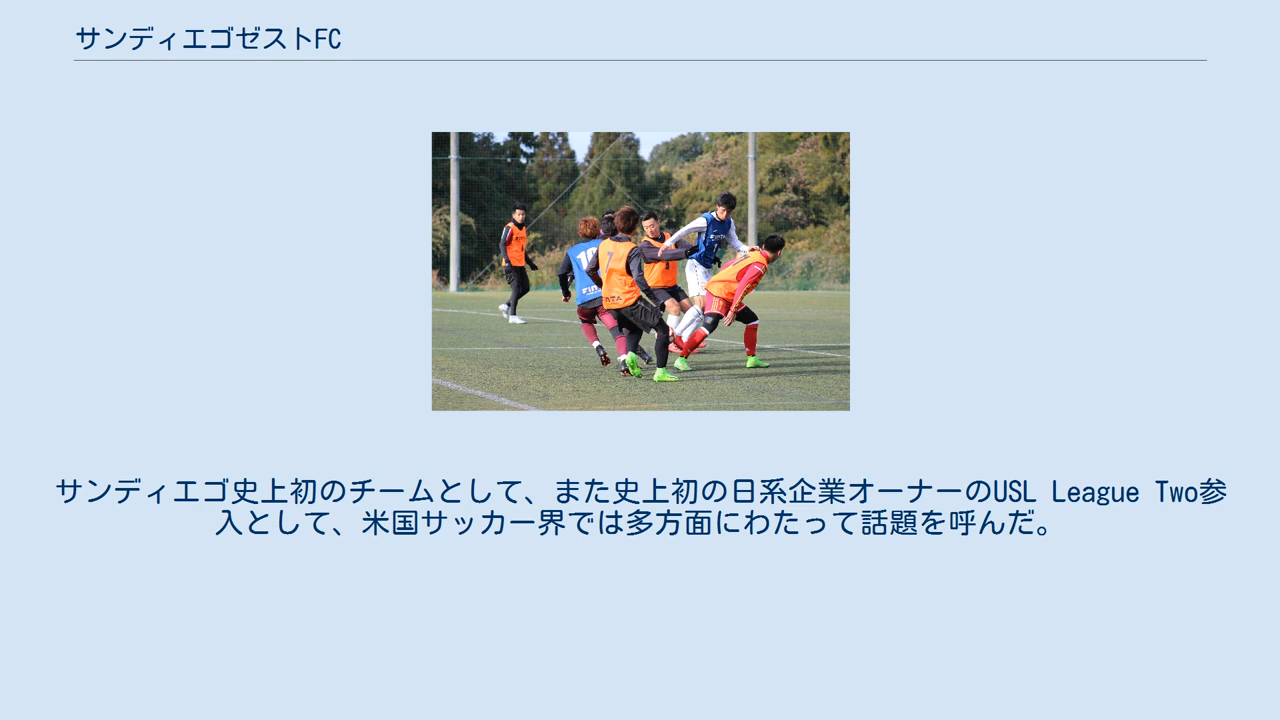 サンディエゴゼストFC
10
7
サンディエゴ史上初のチームとして、また史上初の日系企業オーナーのUSL League Two参
入として、米国サッカー界では多方面にわたって話題を呼んだ。